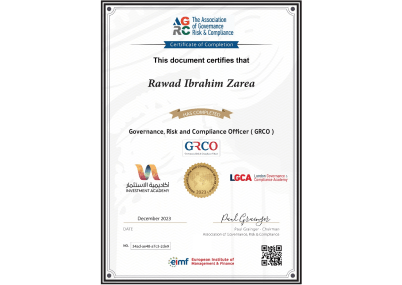 AGRC
The Association
of Governance
Risk & Compliance
Certificate of Completion
This document certifies that
Rawad Ibrahim Zarea
HAS COMPLETED
Governance, Risk and Compliance Officer ( GRCO )
GRCO
أكاديمية الاستثمار
INVESTMENT ACADEMY
2023
LGCA
London Governance &
Compliance Academy
December 2023
Paul Grainger
DATE
Paul Grainger - Chairman
Association of Governance, Risk & Compliance
NO.
eimf
European Institute of
Management & Finance